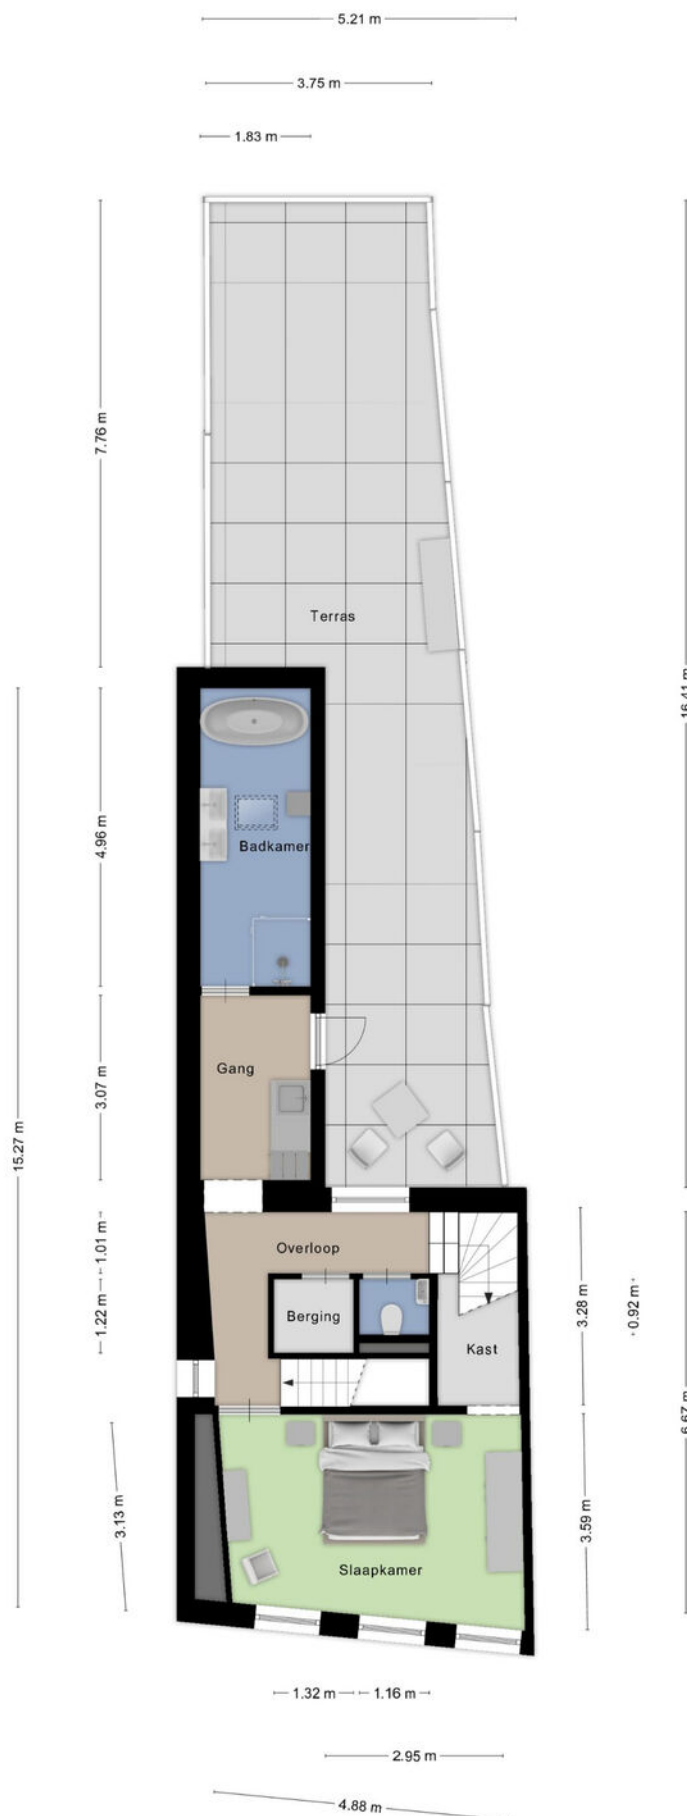 5.21 m
3.75 m
1.83 m
7.76 m
Terras
16.41 m
Badkamer
4.96 m
Gang
3.07 m
15.27 m
Overloop
1.01 m
Berging
1.22 m
3.28 m
0.92 m
Kast
6.67 m
3.13 m
3.59 m
Slaapkamer
1.32 m
1.16 m
2.95 m
4.88 m